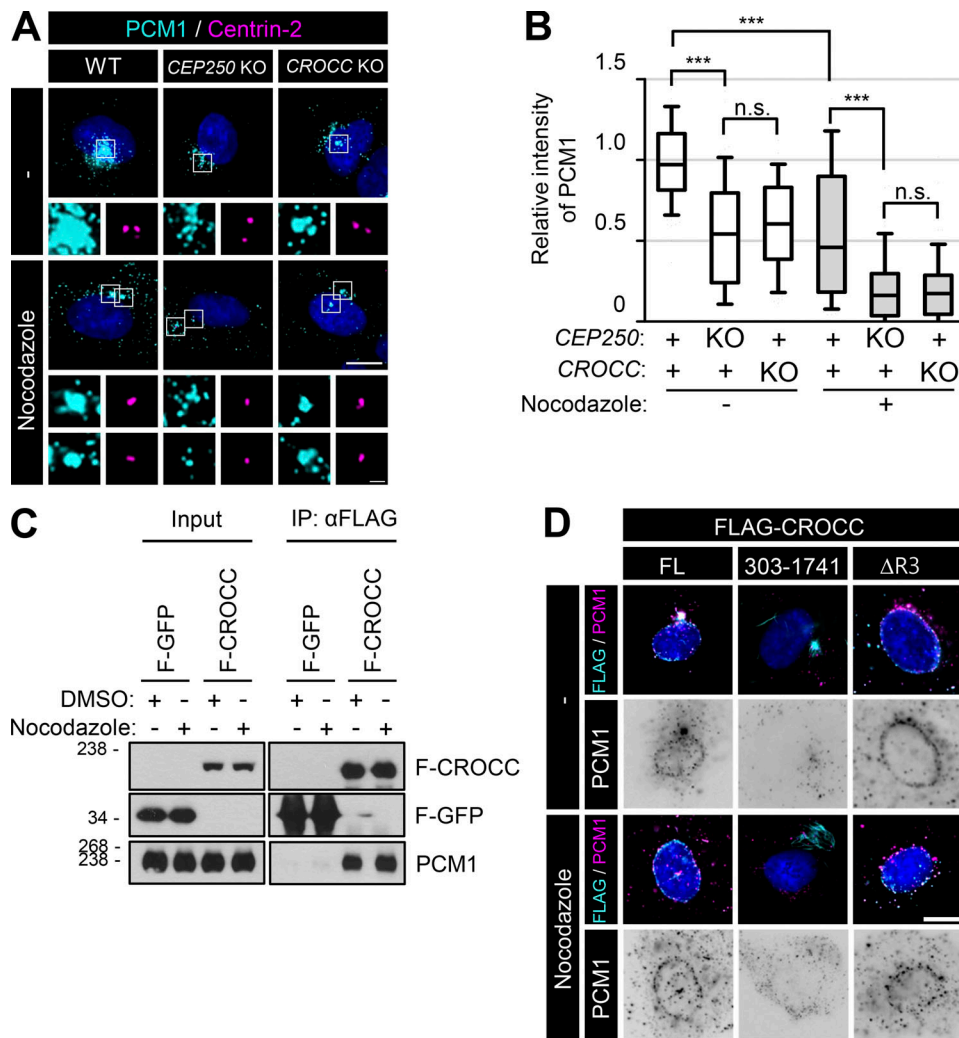 A
PCM1 / Centrin-2
WT CEP250 KO CROCC KO
-
Nocodazole
B
Relative intensity
of PCM1
1.5
1.0
0.5
0
***
***
n.s.
***
n.s.
CEP250: + KO + + KO +
CROCC: + + KO + + KO
Nocodazole: - +
C
Input IP: αFLAG
F-GFP F-CROCC F-GFP F-CROCC
DMSO: + - + - + - + -
Nocodazole: - + - + - + - +
238 - F-CROCC
34 - F-GFP
268 -
238 - PCM1
D
FLAG-CROCC
FL 303-1741 ΔR3
-
FLAG / PCM1
PCM1
Nocodazole
FLAG / PCM1
PCM1